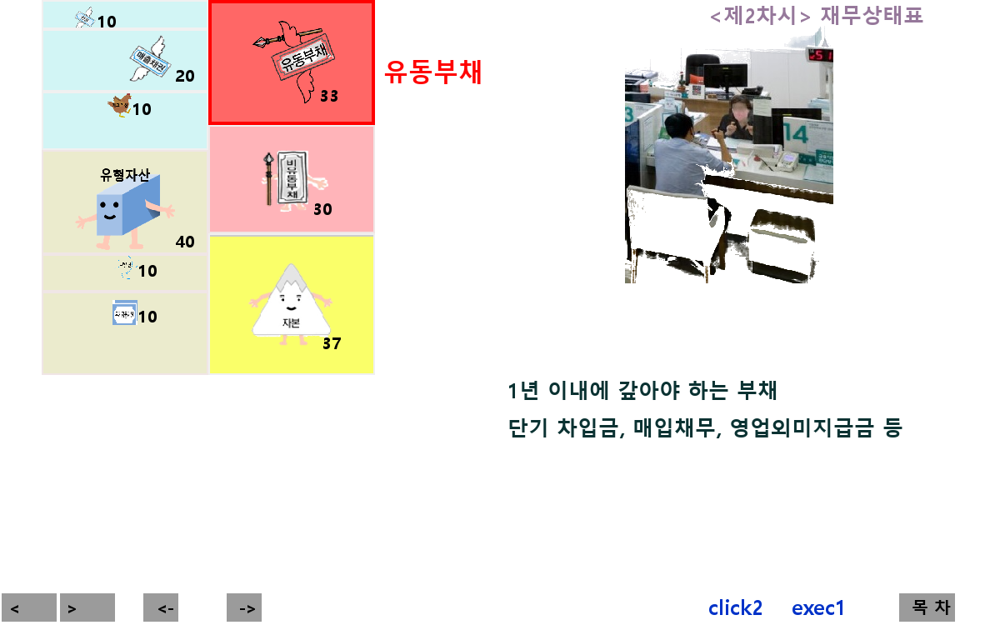 <제2차시> 재무상태표
10
매출채권
20
10
유형자산
40
10
10
유동부채
33
유동부채
비유동부채
30
자본
37
51
3
14
1년 이내에 갚아야 하는 부채
단기 차입금, 매입채무, 영업외미지급금 등
<
>
<-
->
click2
exec1
목 차